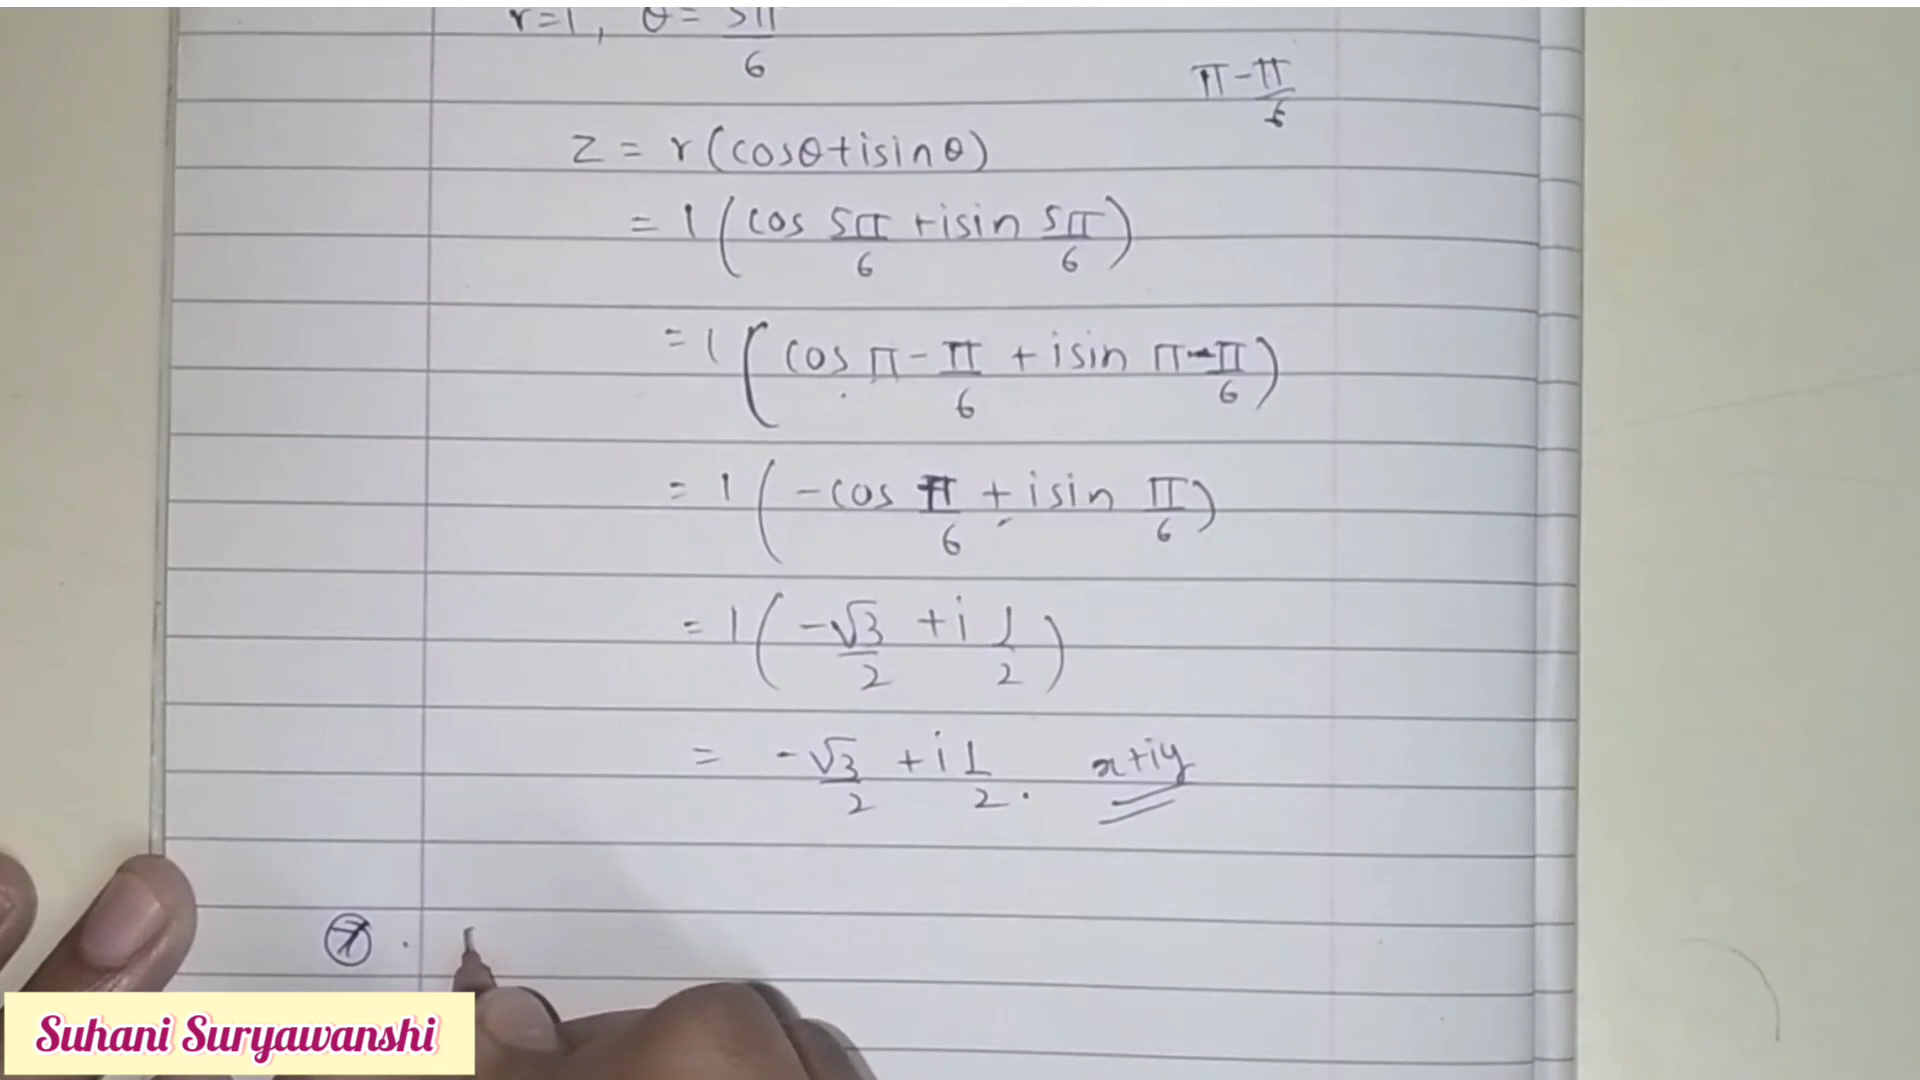 r=1, θ= 5π/6
π-π/6
z = r(cosθ+isinθ)
= 1 (cos 5π/6 +isin 5π/6)
= 1 (cos π - π/6 + isin π-π/6)
= 1 (-cos π/6 + isin π/6)
= 1 (-√3/2 +i 1/2)
= -√3/2 +i 1/2. x+iy
⑦.
Suhani Suryawanshi